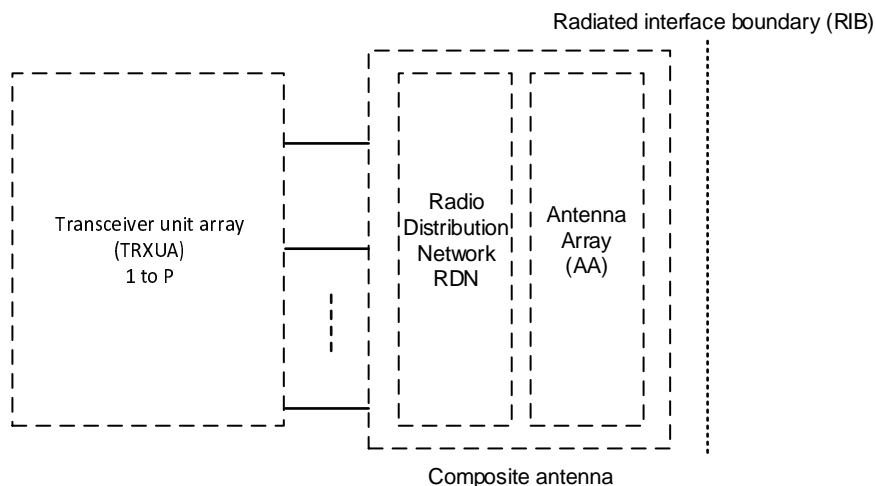 Radiated interface boundary (RIB)
Transceiver unit array
(TRXUA)
1 to P
Radio
Distribution
Network
RDN
Antenna
Array
(AA)
Composite antenna